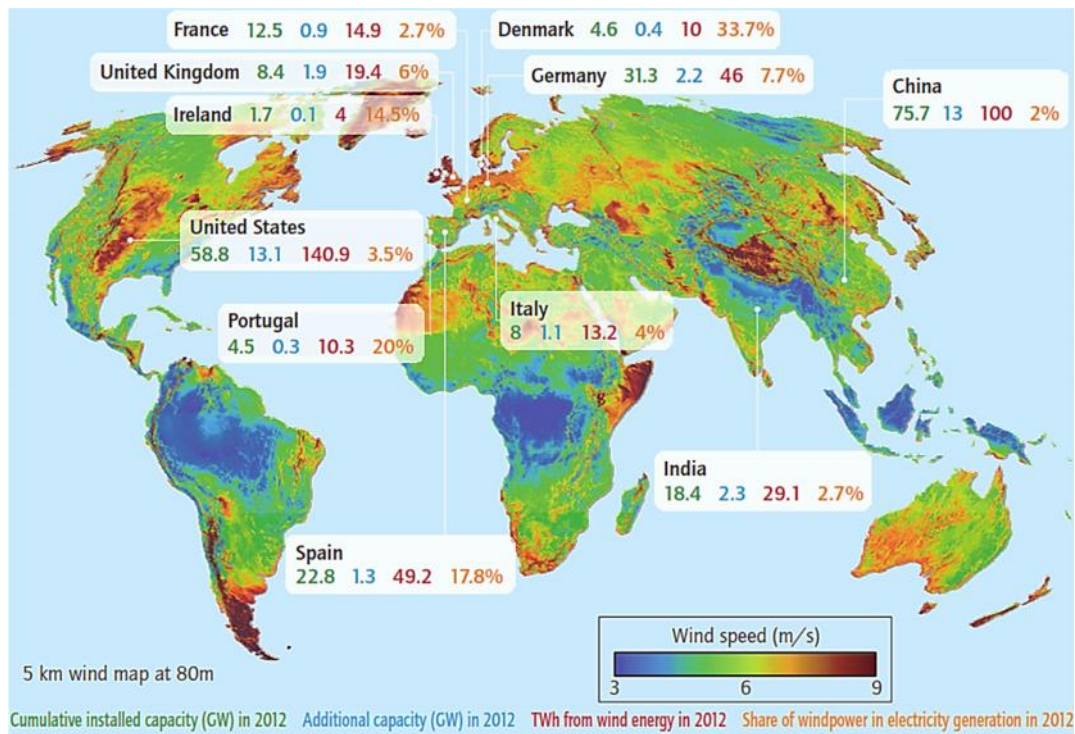 France 12.5 0.9 14.9 2.7%
Denmark 4.6 0.4 10 33.7%
United Kingdom 8.4 1.9 19.4 6%
Germany 31.3 2.2 46 7.7%
China
75.7 13 100 2%
Ireland 1.7 0.1 4 14.5%
United States
58.8 13.1 140.9 3.5%
Portugal
4.5 0.3 10.3 20%
Italy
8 1.1 13.2 4%
India
18.4 2.3 29.1 2.7%
Spain
22.8 1.3 49.2 17.8%
Wind speed (m/s)
3 6 9
5 km wind map at 80m
Cumulative installed capacity (GW) in 2012 Additional capacity (GW) in 2012 TWh from wind energy in 2012 Share of windpower in electricity generation in 2012